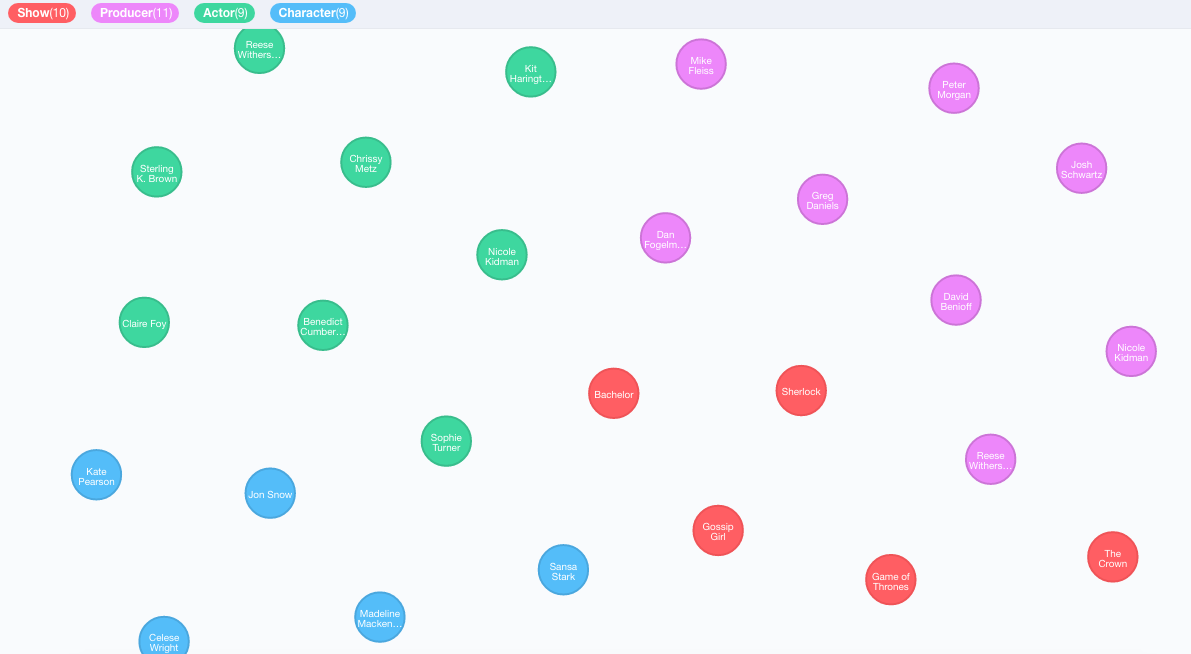 Show(10) Producer(11) Actor(9) Character(9)
Reese
Withers...
Kit
Haringt...
Mike
Fleiss
Peter
Morgan
Sterling
K. Brown
Chrissy
Metz
Josh
Schwartz
Greg
Daniels
Dan
Fogelm...
Nicole
Kidman
David
Benioff
Claire Foy
Benedict
Cumber...
Nicole
Kidman
Bachelor
Sherlock
Sophie
Turner
Reese
Withers...
Kate
Pearson
Jon Snow
Gossip
Girl
Sansa
Stark
Game of
Thrones
The
Crown
Madeline
Macken...
Celese
Wright